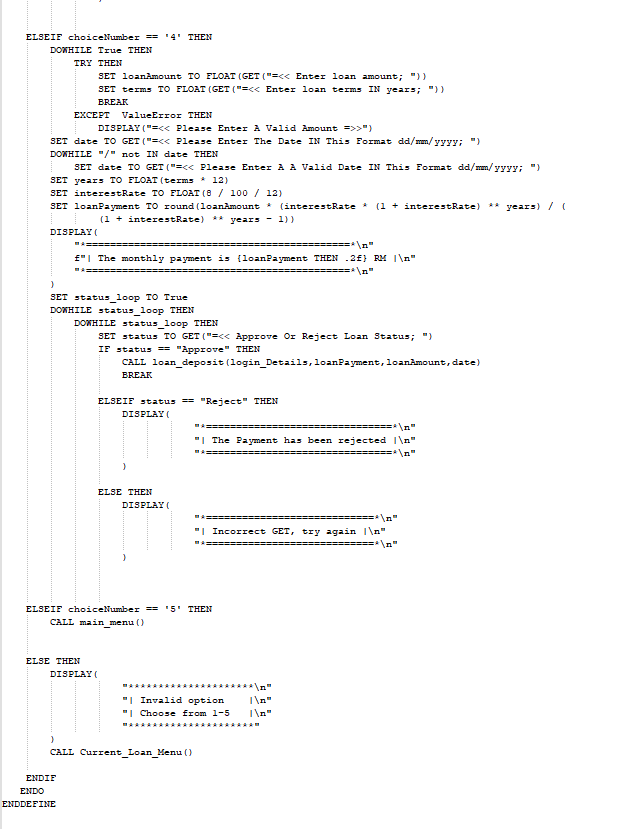 ELSEIF choiceNumber == '4' THEN
DOWHILE True THEN
TRY THEN
SET loanAmount TO FLOAT(GET("=<< Enter loan amount; "))
SET terms TO FLOAT(GET("=<< Enter loan terms IN years; "))
BREAK
EXCEPT  ValueError THEN
DISPLAY("=<< Please Enter A Valid Amount =>>")
SET date TO GET("=<< Please Enter The Date IN This Format dd/mm/yyyy; ")
DOWHILE "/" not IN date THEN
SET date TO GET("=<< Please Enter A A Valid Date IN This Format dd/mm/yyyy; ")
SET years TO FLOAT(terms * 12)
SET interestRate TO FLOAT(8 / 100 / 12)
SET loanPayment TO round(loanAmount * (interestRate * (1 + interestRate) ** years) / (
(1 + interestRate) ** years - 1))
DISPLAY(
"*============================================*\n"
f"| The monthly payment is {loanPayment THEN .2f} RM |\n"
"*============================================*\n"
)
SET status_loop TO True
DOWHILE status_loop THEN
DOWHILE status_loop THEN
SET status TO GET("=<< Approve Or Reject Loan Status; ")
IF status == "Approve" THEN
CALL loan_deposit(login_Details,loanPayment,loanAmount,date)
BREAK
ELSEIF status == "Reject" THEN
DISPLAY(
"*===============================*\n"
"| The Payment has been rejected |\n"
"*===============================*\n"
)
ELSE THEN
DISPLAY(
"*============================*\n"
"| Incorrect GET, try again |\n"
"*============================*\n"
)
ELSEIF choiceNumber == '5' THEN
CALL main_menu()
ELSE THEN
DISPLAY(
"*********************\n"
"| Invalid option    |\n"
"| Choose from 1-5   |\n"
"*********************"
)
CALL Current_Loan_Menu()
ENDIF
ENDO
ENDDEFINE